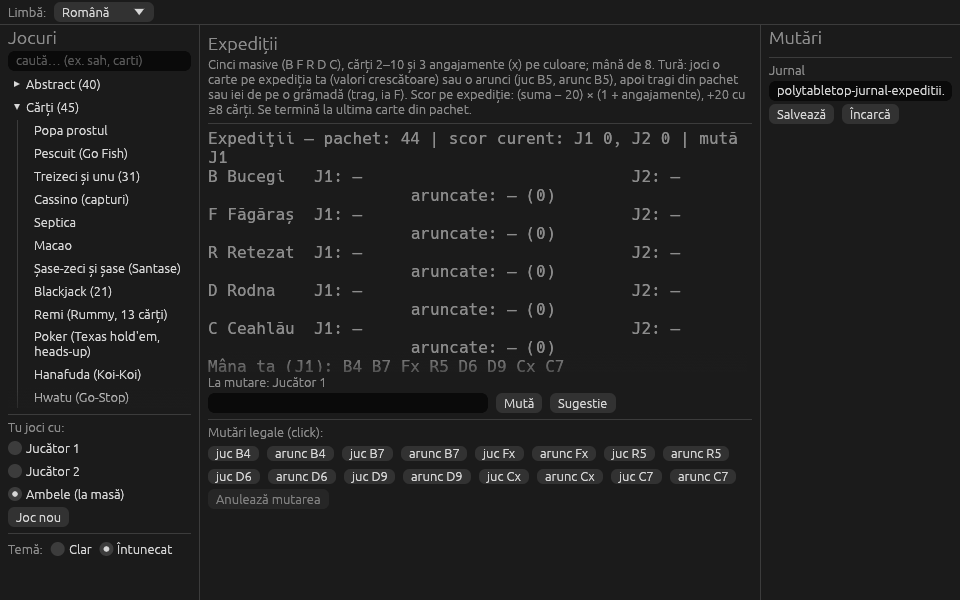 Limbă: Română
Jocuri
caută... (ex. sah, carti)
Abstract (40)
Cărți (45)
Popa prostul
Pescuit (Go Fish)
Treizeci și unu (31)
Cassino (capturi)
Septica
Macao
Șase-zeci și șase (Santase)
Blackjack (21)
Remi (Rummy, 13 cărți)
Poker (Texas hold'em,
heads-up)
Hanafuda (Koi-Koi)
Hwatu (Go-Stop)
Tu joci cu:
Jucător 1
Jucător 2
Ambele (la masă)
Joc nou
Temă: Clar Întunecat
Expediții
Cinci masive (B F R D C), cărți 2–10 și 3 angajamente (x) pe culoare; mână de 8. Tură: joci o
carte pe expediția ta (valori crescătoare) sau o arunci (juc B5, arunc B5), apoi tragi din pachet
sau iei de pe o grămadă (trag, ia F). Scor pe expediție: (suma − 20) × (1 + angajamente), +20 cu
≥8 cărți. Se termină la ultima carte din pachet.
Expediții — pachet: 44 | scor curent: J1 0, J2 0 | mută
J1
B Bucegi J1: — J2: —
aruncate: — (0)
F Făgăraș J1: — J2: —
aruncate: — (0)
R Retezat J1: — J2: —
aruncate: — (0)
D Rodna J1: — J2: —
aruncate: — (0)
C Ceahlău J1: — J2: —
aruncate: — (0)
Mâna ta (J1): B4 B7 Fx R5 D6 D9 Cx C7
La mutare: Jucător 1
Mută Sugestie
Mutări legale (click):
juc B4 arunc B4 juc B7 arunc B7 juc Fx arunc Fx juc R5 arunc R5
juc D6 arunc D6 juc D9 arunc D9 juc Cx arunc Cx juc C7 arunc C7
Anulează mutarea
Mutări
Jurnal
polytabletop-jurnal-expeditii.
Salvează Încarcă